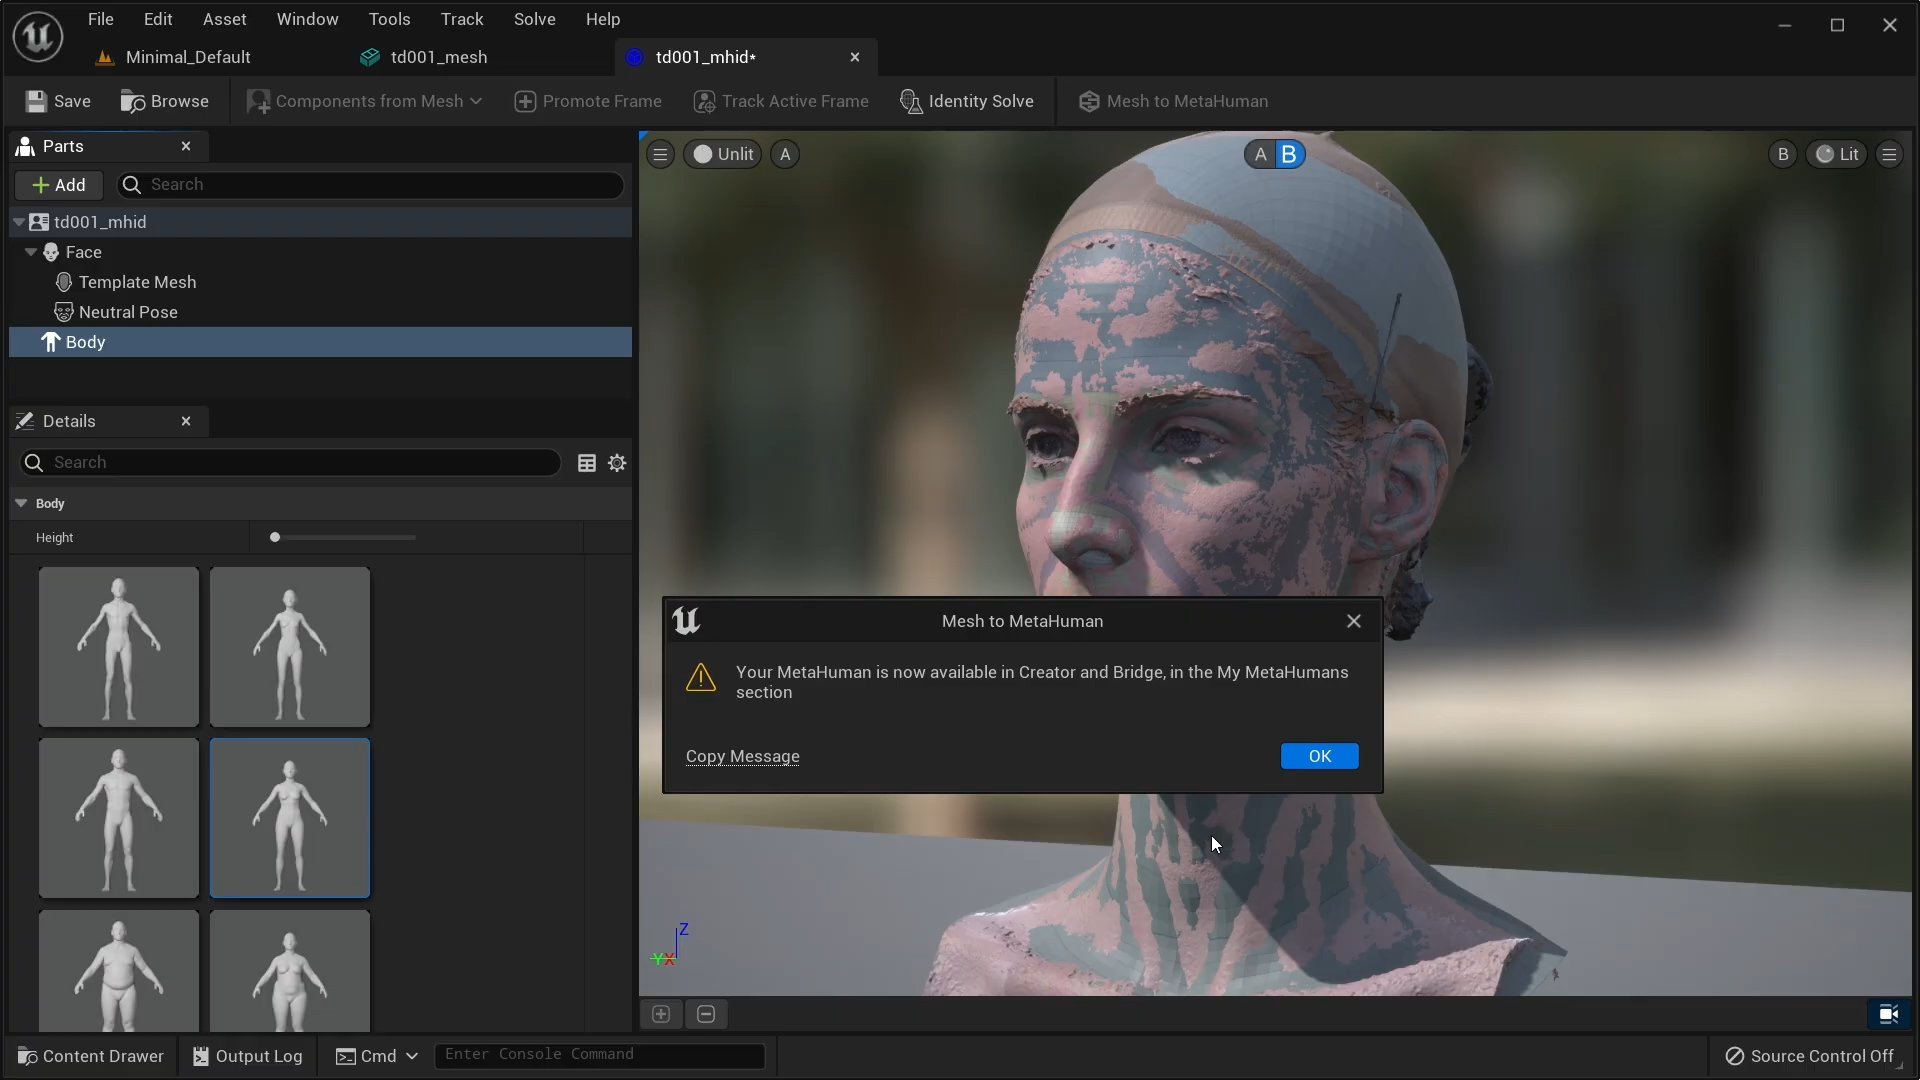 File Edit Asset Window Tools Track Solve Help
Minimal_Default td001_mesh td001_mhid*
Save Browse Components from Mesh Promote Frame Track Active Frame Identity Solve Mesh to MetaHuman
Parts
Add Search
td001_mhid
Face
Template Mesh
Neutral Pose
Body
Details
Search
Body
Height
Unlit A A B B Lit
Mesh to MetaHuman
Your MetaHuman is now available in Creator and Bridge, in the My MetaHumans
section
Copy Message OK
Z
Y X
Content Drawer Output Log Cmd Enter Console Command Source Control Off